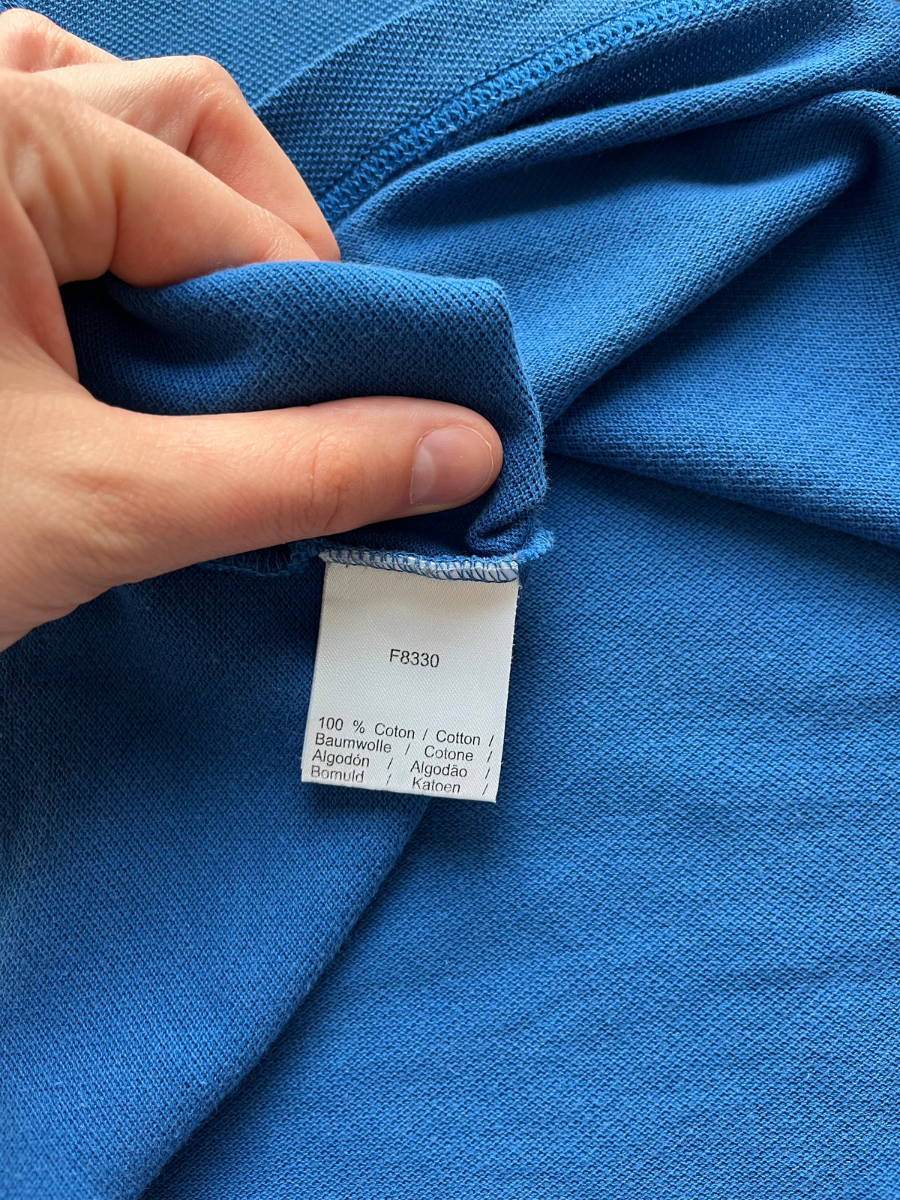 F8330
100 % Coton / Cotton /
Baumwolle / Cotone /
Algodón / Algodão /
Bomuld / Katoen /